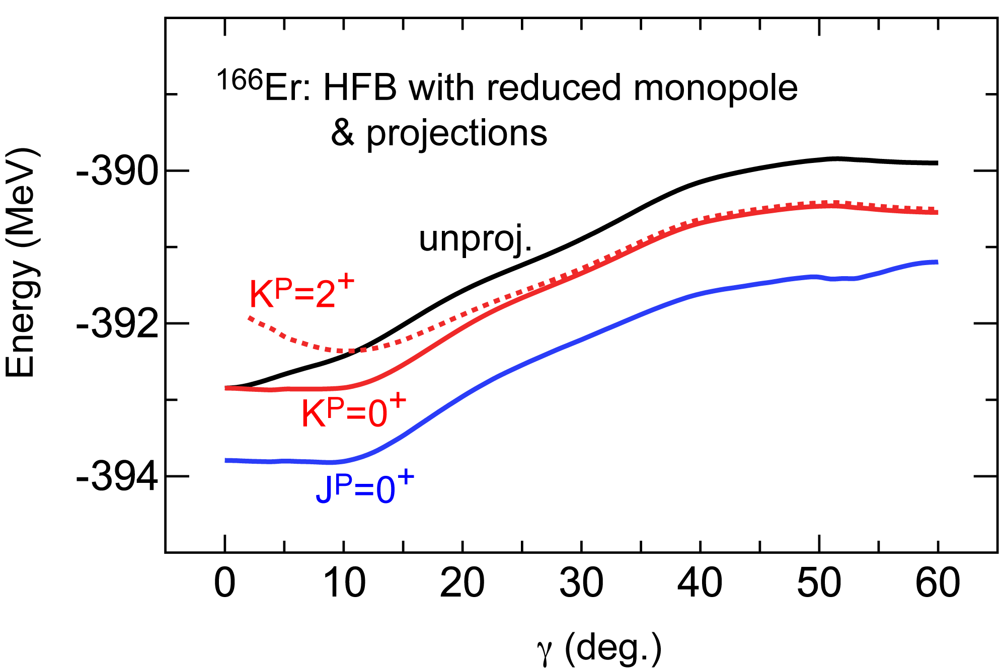 ¹⁶⁶Er: HFB with reduced monopole
& projections
-390
unproj.
Kᴾ=2⁺
-392
Kᴾ=0⁺
-394
Jᴾ=0⁺
Energy (MeV)
0 10 20 30 40 50 60
γ (deg.)